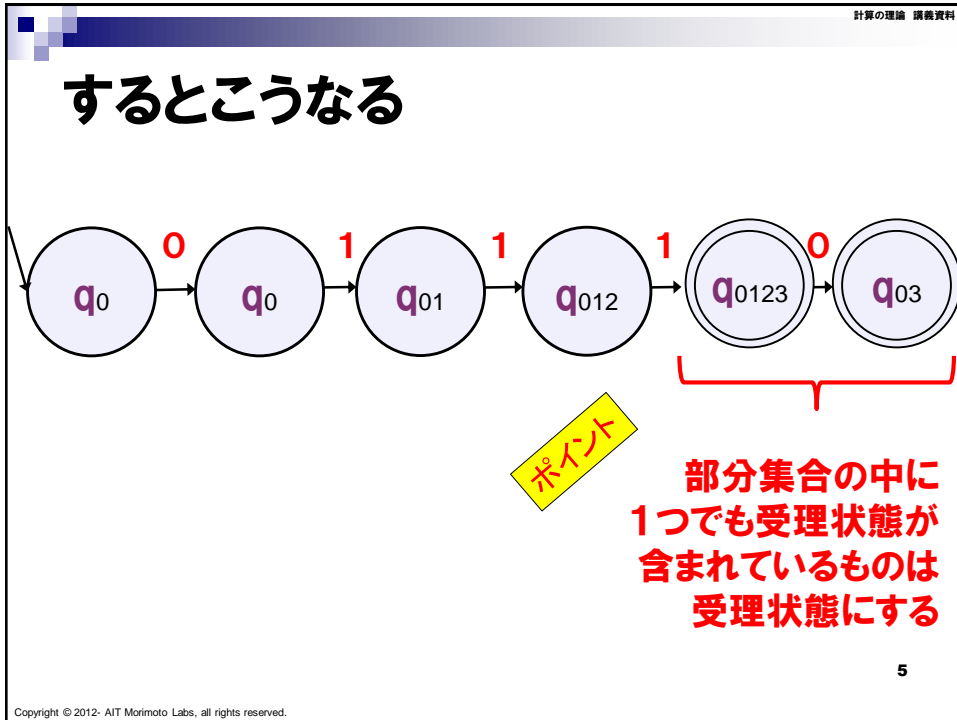 計算の理論 講義資料
するとこうなる
0 1 1 1 0
q0 q0 q01 q012 q0123 q03
ポイント
部分集合の中に
1つでも受理状態が
含まれているものは
受理状態にする
5
Copyright © 2012- AIT Morimoto Labs, all rights reserved.